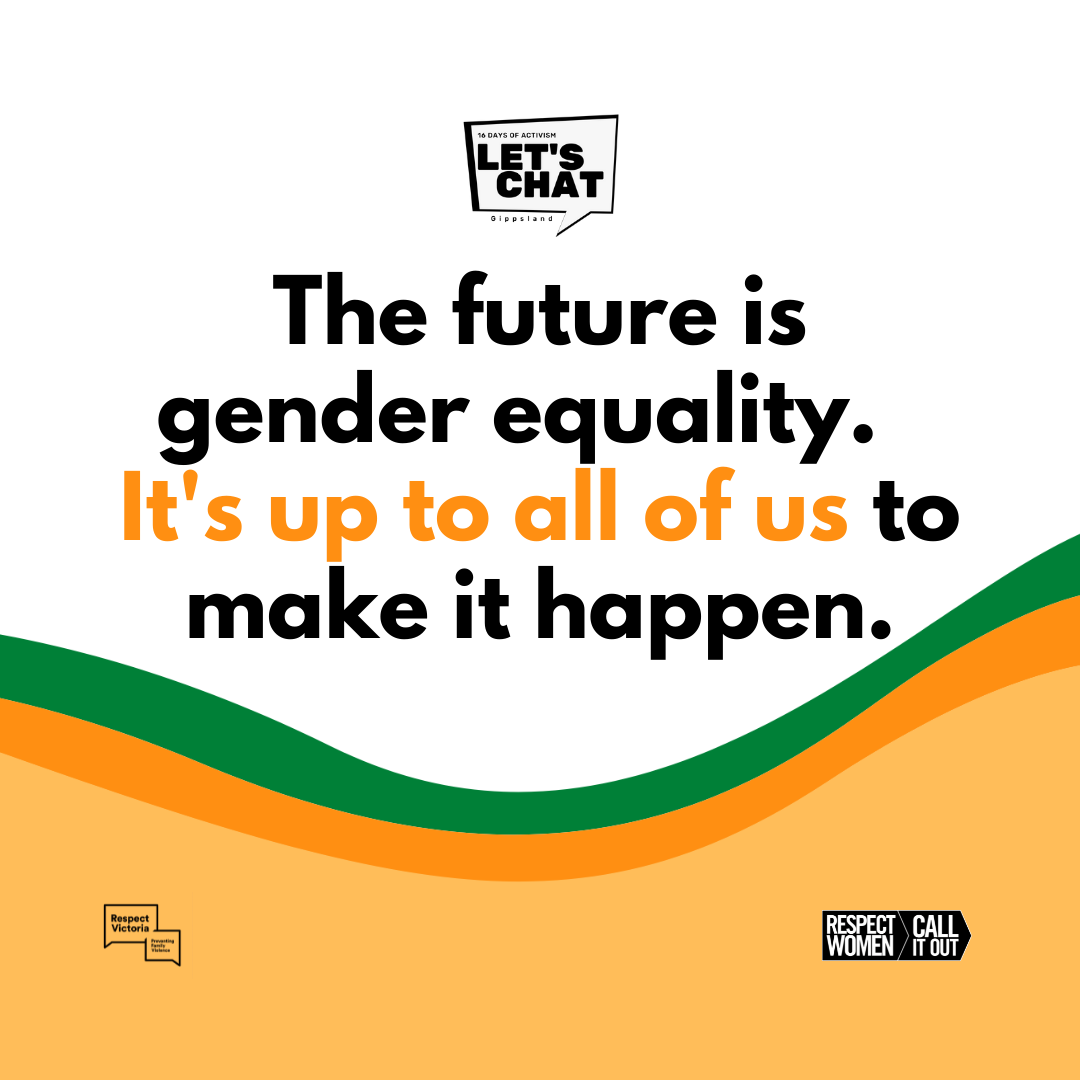 16 DAYS OF ACTIVISM
LET'S
CHAT
Gippsland
The future is
gender equality.
It's up to all of us to
make it happen.
Respect
Victoria
Preventing
Family
Violence
RESPECT
WOMEN
CALL
IT OUT